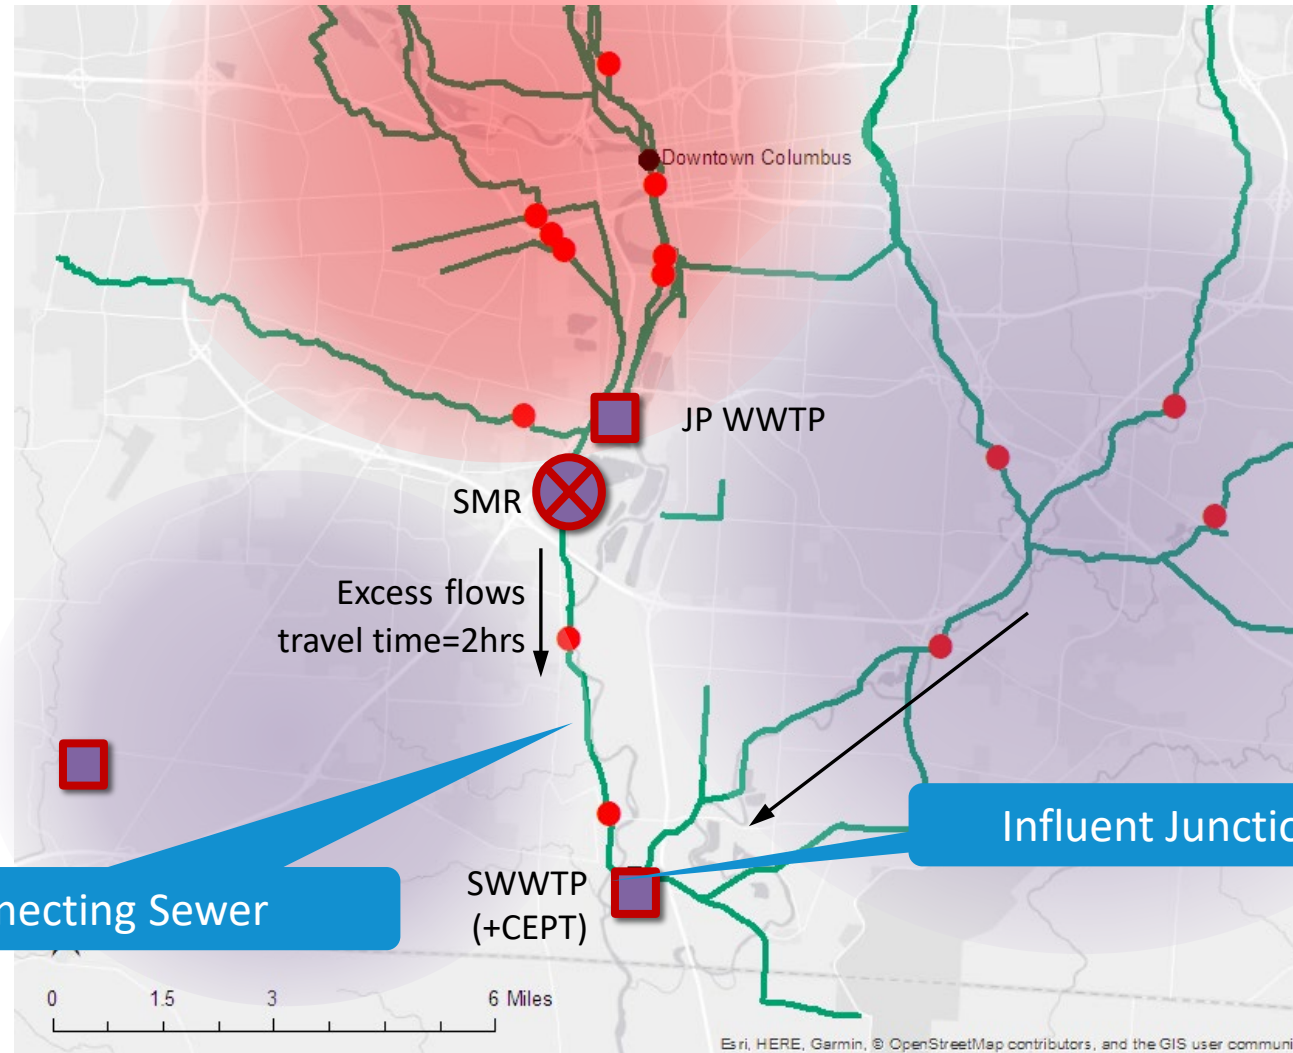 Downtown Columbus
JP WWTP
SMR
Excess flows
travel time=2hrs
Influent Junctio
SWWTP
(+CEPT)
necting Sewer
0 1.5 3 6 Miles
Esri, HERE, Garmin, © OpenStreetMap contributors, and the GIS user communi